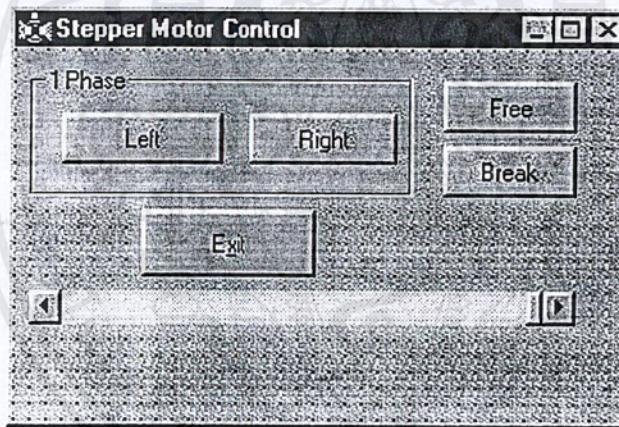 Stepper Motor Control
1 Phase
Left
Right
Free
Break
Exit